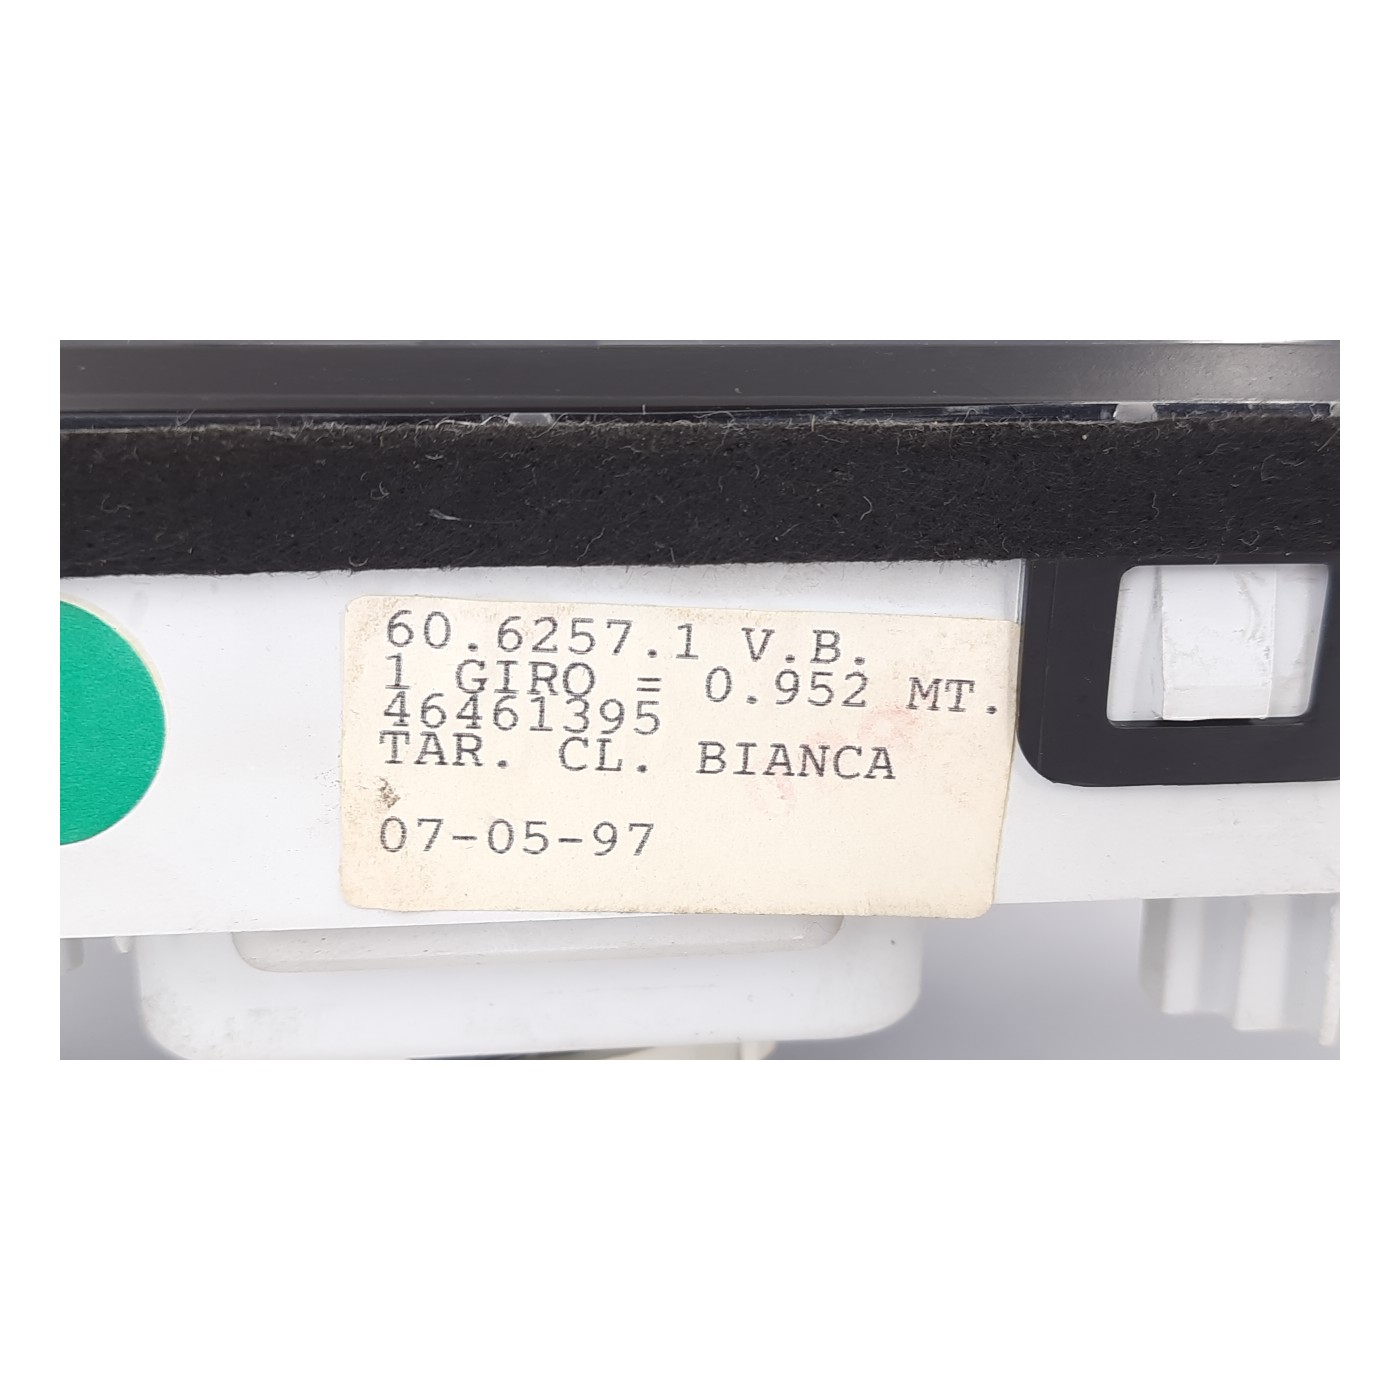 60.6257.1 V.B.
1 GIRO = 0.952 MT.
46461395
TAR. CL. BIANCA
07-05-97